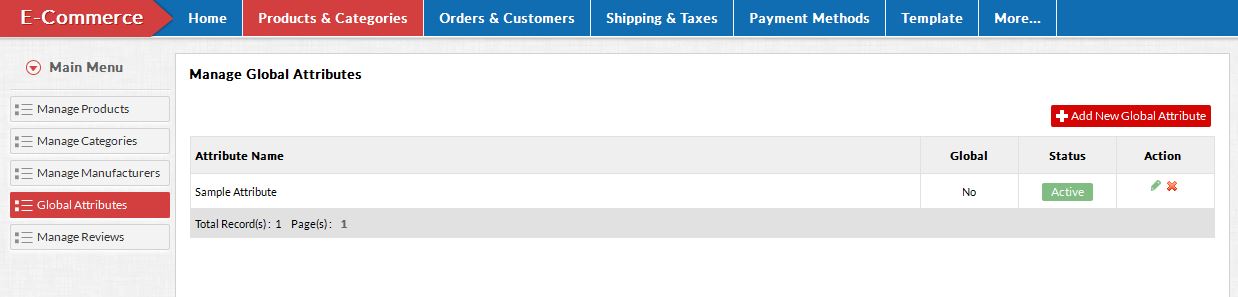 E-Commerce Home Products & Categories Orders & Customers Shipping & Taxes Payment Methods Template More...
Main Menu
Manage Products
Manage Categories
Manage Manufacturers
Global Attributes
Manage Reviews
Manage Global Attributes
Add New Global Attribute
Attribute Name Global Status Action
Sample Attribute No Active
Total Record(s) : 1 Page(s) : 1